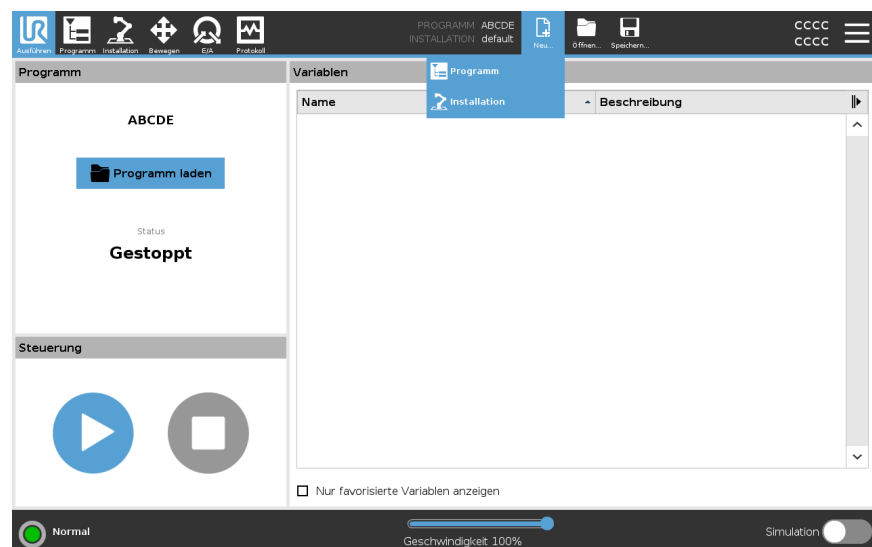 PROGRAMM ABCDE
INSTALLATION default
CCCC
CCCC
Ausführen
Programm
Installation
Bewegen
E/A
Protokoll
Neu...
Öffnen...
Speichern...
Programm
Installation
Programm
ABCDE
Programm laden
Status
Gestoppt
Steuerung
Variablen
Name
Beschreibung
Nur favorisierte Variablen anzeigen
Normal
Geschwindigkeit 100%
Simulation